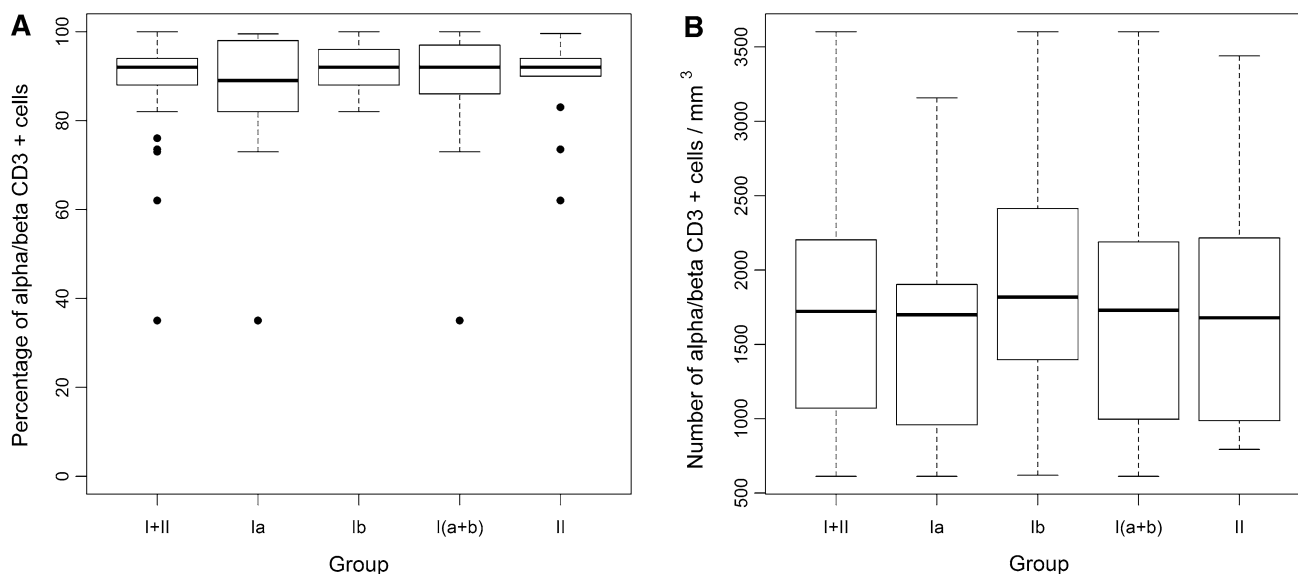 A
Percentage of alpha/beta CD3 + cells
100
80
60
40
20
0
I+II Ia Ib I(a+b) II
Group
B
Number of alpha/beta CD3 + cells / mm 3
3500
3000
2500
2000
1500
1000
500
I+II Ia Ib I(a+b) II
Group